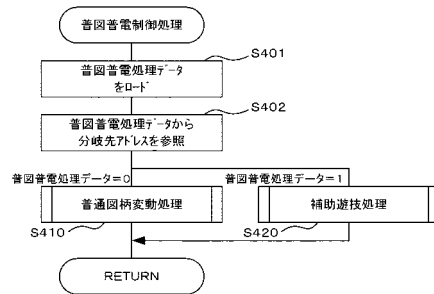 普図普電制御処理
S401
普図普電処理データ
をロード
S402
普図普電処理データから
分岐先アドレスを参照
普図普電処理データ=0
普図普電処理データ=1
普通図柄変動処理
補助遊技処理
S410
S420
RETURN